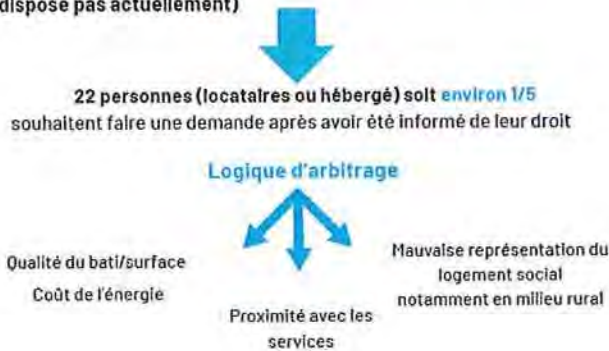 dispose pas actuellement)
22 personnes (locataires ou hébergé) soit environ 1/5
souhaitent faire une demande après avoir été informé de leur droit
Logique d'arbitrage
Qualité du bati/surface
Coût de l'énergie
Proximité avec les
services
Mauvaise représentation du
logement social
notamment en milieu rural